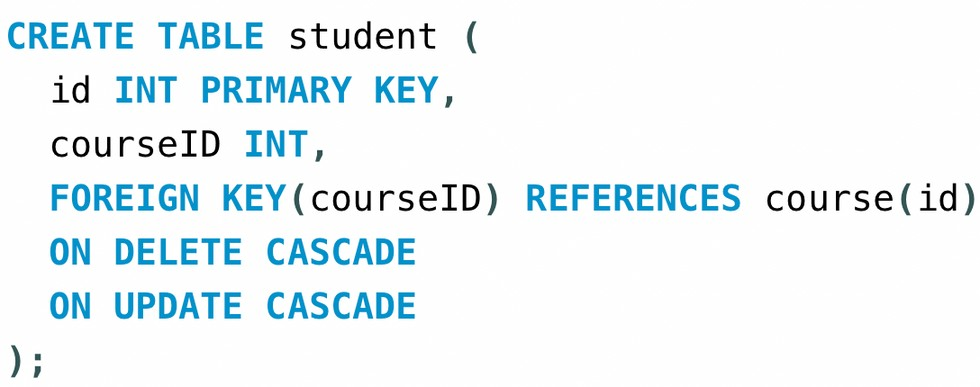 CREATE TABLE student (
  id INT PRIMARY KEY,
  courseID INT,
  FOREIGN KEY(courseID) REFERENCES course(id)
  ON DELETE CASCADE
  ON UPDATE CASCADE
);